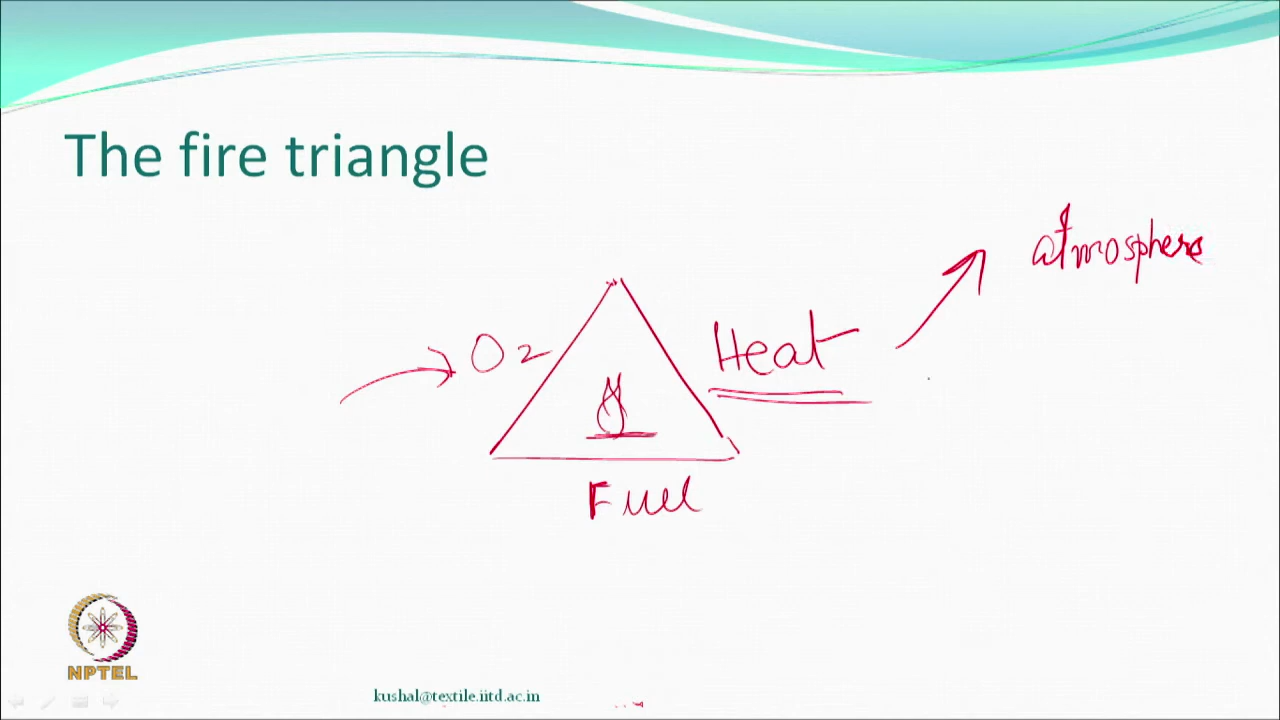 The fire triangle
atmosphere
O2
Heat
Fuel
NPTEL
kushal@textile.iitd.ac.in